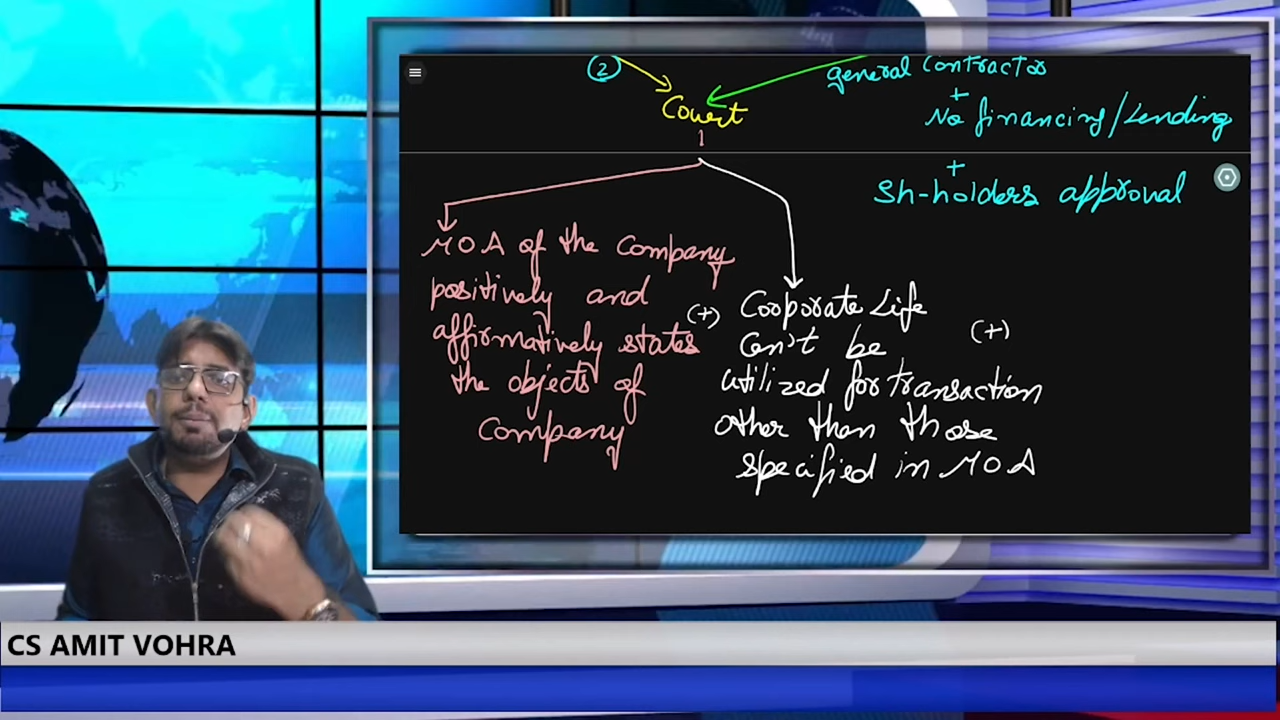 ②
general Contractor
Court
+
No financing/Lending
+
Sh-holders approval
MOA of the Company
positively and
affirmatively states
the objects of
Company
(+)
Corporate Life
Can't be
utilized for transaction
other than those
specified in MOA
(+)
CS AMIT VOHRA